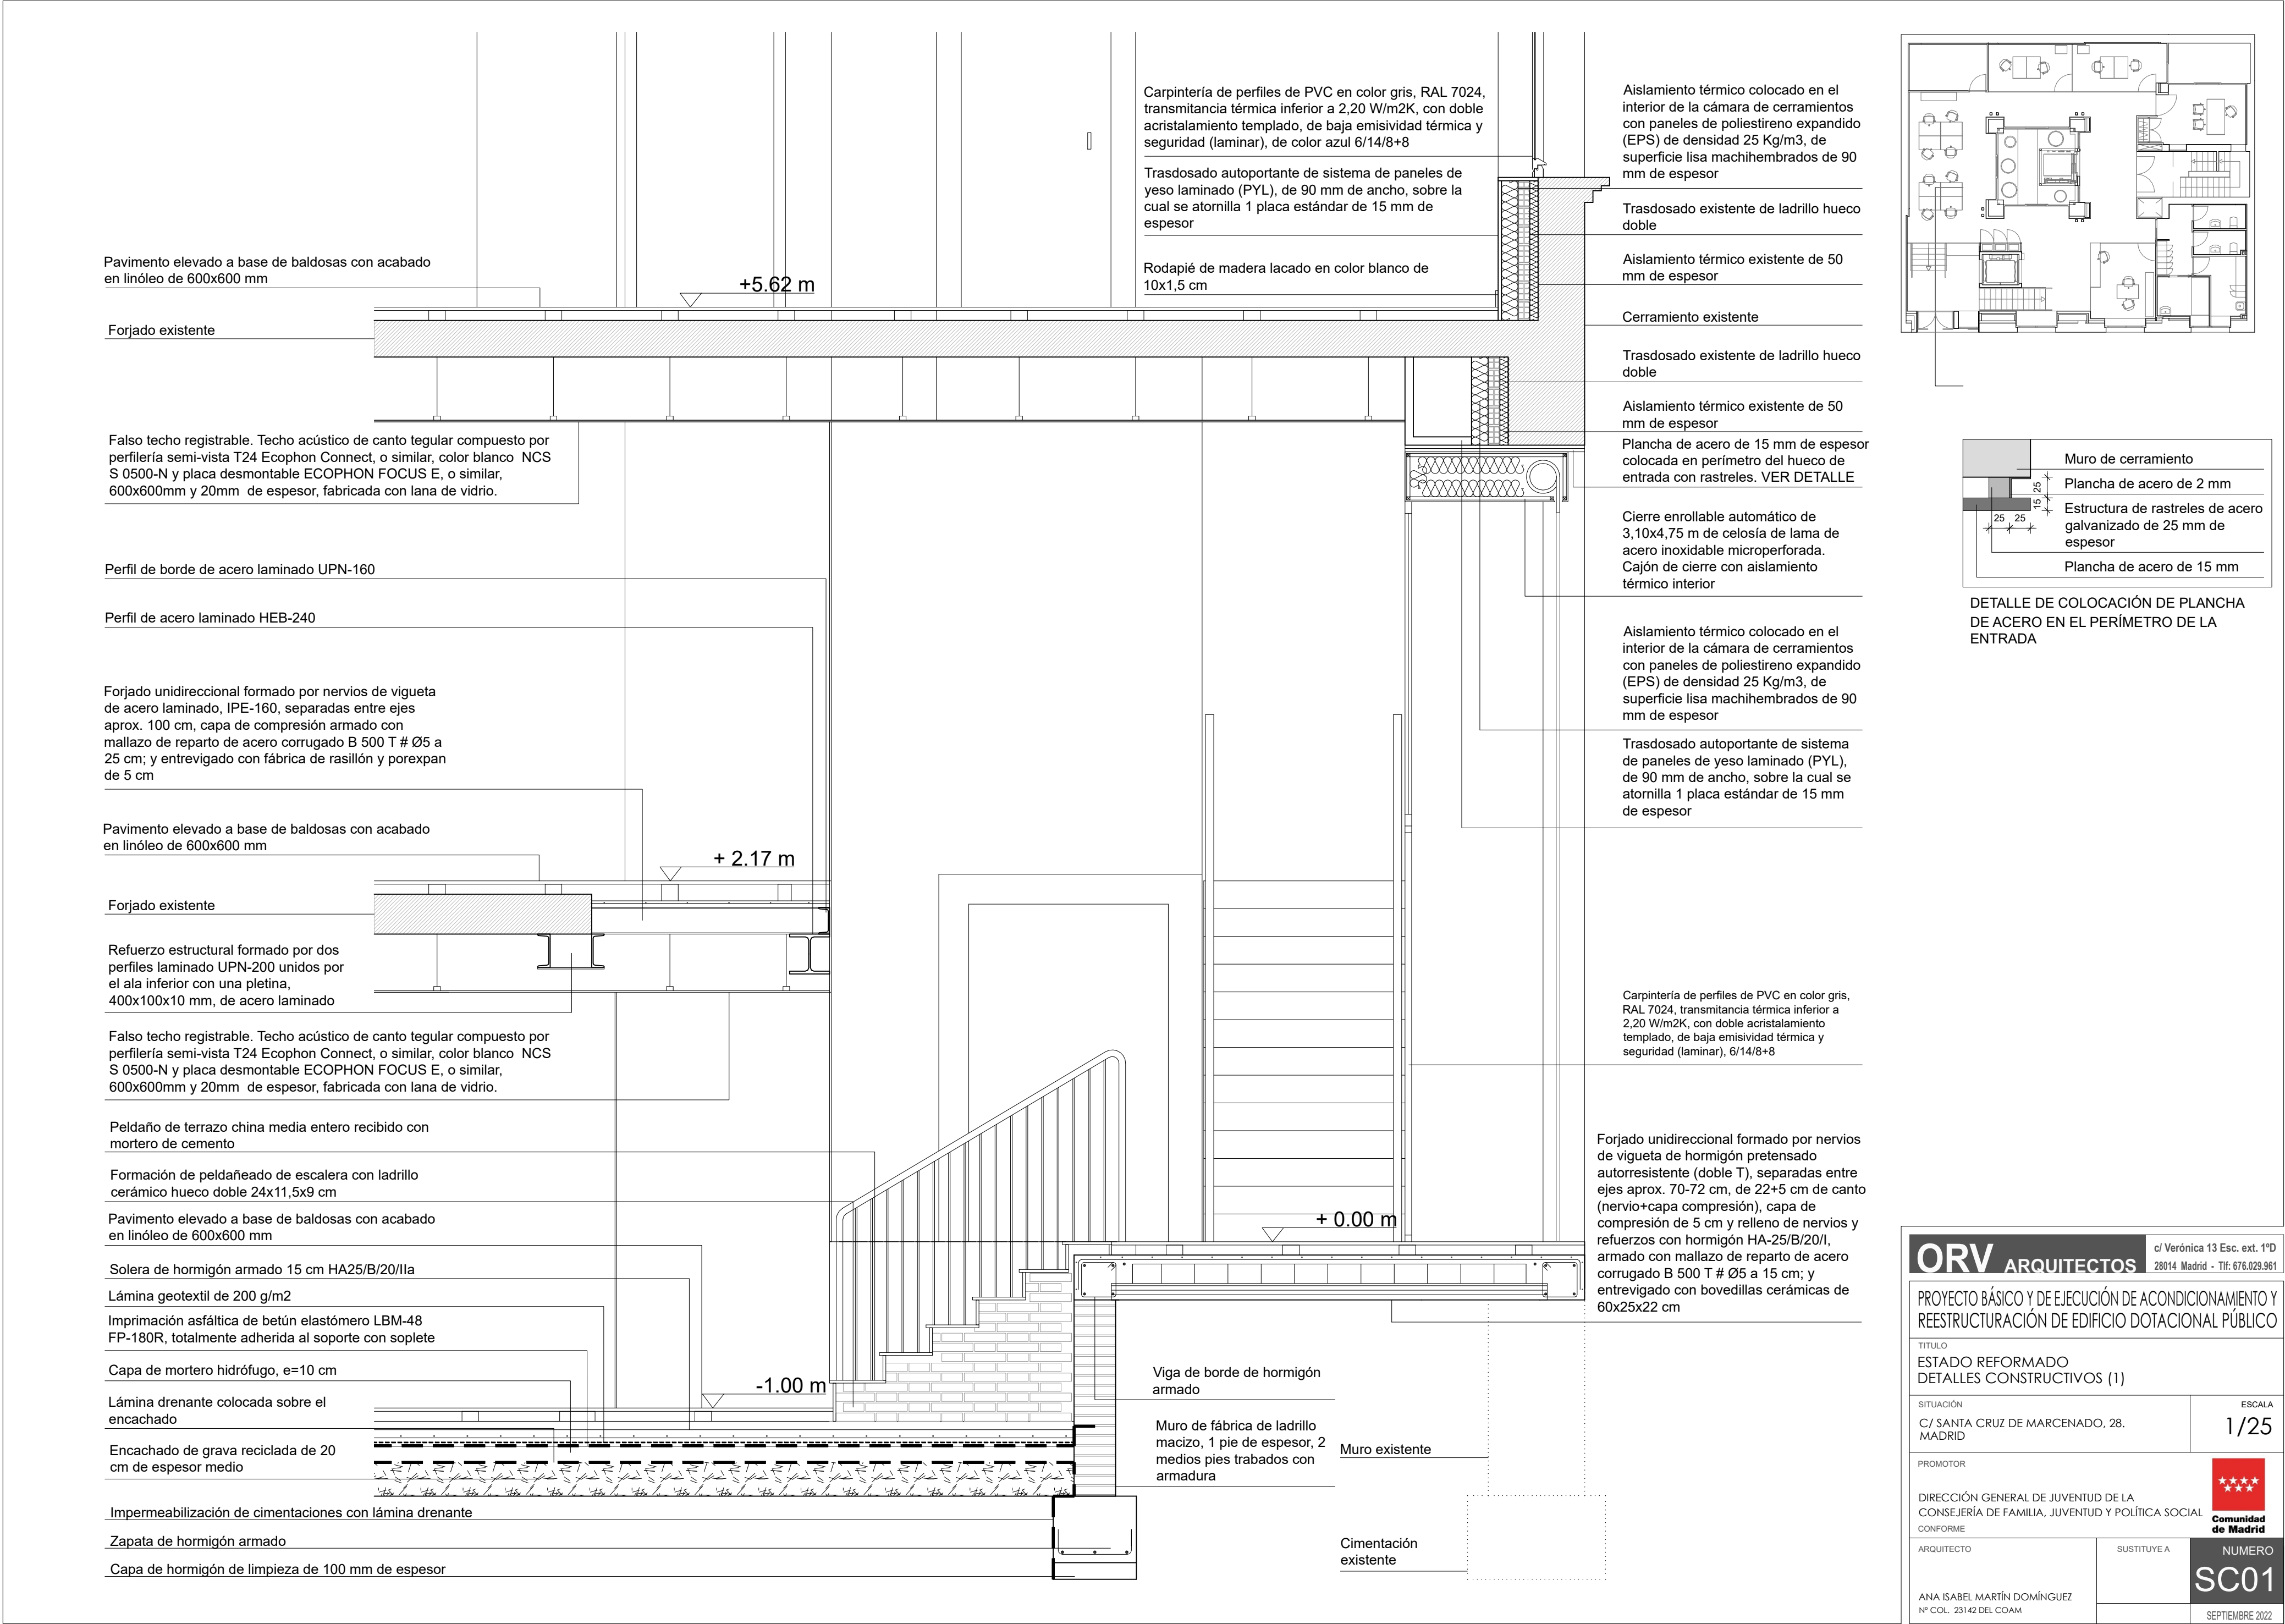 Pavimento elevado a base de baldosas con acabado
en linóleo de 600x600 mm
Forjado existente
Falso techo registrable. Techo acústico de canto tegular compuesto por
perfilería semi-vista T24 Ecophon Connect, o similar, color blanco NCS
S 0500-N y placa desmontable ECOPHON FOCUS E, o similar,
600x600mm y 20mm de espesor, fabricada con lana de vidrio.
Perfil de borde de acero laminado UPN-160
Perfil de acero laminado HEB-240
Forjado unidireccional formado por nervios de vigueta
de acero laminado, IPE-160, separadas entre ejes
aprox. 100 cm, capa de compresión armado con
mallazo de reparto de acero corrugado B 500 T # Ø5 a
25 cm; y entrevigado con fábrica de rasillón y porexpan
de 5 cm
Pavimento elevado a base de baldosas con acabado
en linóleo de 600x600 mm
Forjado existente
Refuerzo estructural formado por dos
perfiles laminado UPN-200 unidos por
el ala inferior con una pletina,
400x100x10 mm, de acero laminado
Falso techo registrable. Techo acústico de canto tegular compuesto por
perfilería semi-vista T24 Ecophon Connect, o similar, color blanco NCS
S 0500-N y placa desmontable ECOPHON FOCUS E, o similar,
600x600mm y 20mm de espesor, fabricada con lana de vidrio.
Peldaño de terrazo china media entero recibido con
mortero de cemento
Formación de peldañeado de escalera con ladrillo
cerámico hueco doble 24x11,5x9 cm
Pavimento elevado a base de baldosas con acabado
en linóleo de 600x600 mm
Solera de hormigón armado 15 cm HA25/B/20/IIa
Lámina geotextil de 200 g/m2
Imprimación asfáltica de betún elastómero LBM-48
FP-180R, totalmente adherida al soporte con soplete
Capa de mortero hidrófugo, e=10 cm
Lámina drenante colocada sobre el
encachado
Encachado de grava reciclada de 20
cm de espesor medio
Impermeabilización de cimentaciones con lámina drenante
Zapata de hormigón armado
Capa de hormigón de limpieza de 100 mm de espesor
+5.62 m
+ 2.17 m
+ 0.00 m
-1.00 m
Carpintería de perfiles de PVC en color gris, RAL 7024,
transmitancia térmica inferior a 2,20 W/m2K, con doble
acristalamiento templado, de baja emisividad térmica y
seguridad (laminar), de color azul 6/14/8+8
Trasdosado autoportante de sistema de paneles de
yeso laminado (PYL), de 90 mm de ancho, sobre la
cual se atornilla 1 placa estándar de 15 mm de
espesor
Rodapié de madera lacado en color blanco de
10x1,5 cm
Viga de borde de hormigón
armado
Muro de fábrica de ladrillo
macizo, 1 pie de espesor, 2
medios pies trabados con
armadura
Muro existente
Cimentación
existente
Aislamiento térmico colocado en el
interior de la cámara de cerramientos
con paneles de poliestireno expandido
(EPS) de densidad 25 Kg/m3, de
superficie lisa machihembrados de 90
mm de espesor
Trasdosado existente de ladrillo hueco
doble
Aislamiento térmico existente de 50
mm de espesor
Cerramiento existente
Trasdosado existente de ladrillo hueco
doble
Aislamiento térmico existente de 50
mm de espesor
Plancha de acero de 15 mm de espesor
colocada en perímetro del hueco de
entrada con rastreles. VER DETALLE
Cierre enrollable automático de
3,10x4,75 m de celosía de lama de
acero inoxidable microperforada.
Cajón de cierre con aislamiento
térmico interior
Aislamiento térmico colocado en el
interior de la cámara de cerramientos
con paneles de poliestireno expandido
(EPS) de densidad 25 Kg/m3, de
superficie lisa machihembrados de 90
mm de espesor
Trasdosado autoportante de sistema
de paneles de yeso laminado (PYL),
de 90 mm de ancho, sobre la cual se
atornilla 1 placa estándar de 15 mm
de espesor
Carpintería de perfiles de PVC en color gris,
RAL 7024, transmitancia térmica inferior a
2,20 W/m2K, con doble acristalamiento
templado, de baja emisividad térmica y
seguridad (laminar), 6/14/8+8
Forjado unidireccional formado por nervios
de vigueta de hormigón pretensado
autorresistente (doble T), separadas entre
ejes aprox. 70-72 cm, de 22+5 cm de canto
(nervio+capa compresión), capa de
compresión de 5 cm y relleno de nervios y
refuerzos con hormigón HA-25/B/20/I,
armado con mallazo de reparto de acero
corrugado B 500 T # Ø5 a 15 cm; y
entrevigado con bovedillas cerámicas de
60x25x22 cm
Muro de cerramiento
Plancha de acero de 2 mm
Estructura de rastreles de acero
galvanizado de 25 mm de
espesor
Plancha de acero de 15 mm
25
15
25 25
DETALLE DE COLOCACIÓN DE PLANCHA
DE ACERO EN EL PERÍMETRO DE LA
ENTRADA
ORV ARQUITECTOS
c/ Verónica 13 Esc. ext. 1ºD
28014 Madrid - Tlf: 676.029.961
PROYECTO BÁSICO Y DE EJECUCIÓN DE ACONDICIONAMIENTO Y
REESTRUCTURACIÓN DE EDIFICIO DOTACIONAL PÚBLICO
TITULO
ESTADO REFORMADO
DETALLES CONSTRUCTIVOS (1)
SITUACIÓN
C/ SANTA CRUZ DE MARCENADO, 28.
MADRID
ESCALA
1/25
PROMOTOR
DIRECCIÓN GENERAL DE JUVENTUD DE LA
CONSEJERÍA DE FAMILIA, JUVENTUD Y POLÍTICA SOCIAL
Comunidad
de Madrid
CONFORME
ARQUITECTO
ANA ISABEL MARTÍN DOMÍNGUEZ
Nº COL. 23142 DEL COAM
SUSTITUYE A
NUMERO
SC01
SEPTIEMBRE 2022